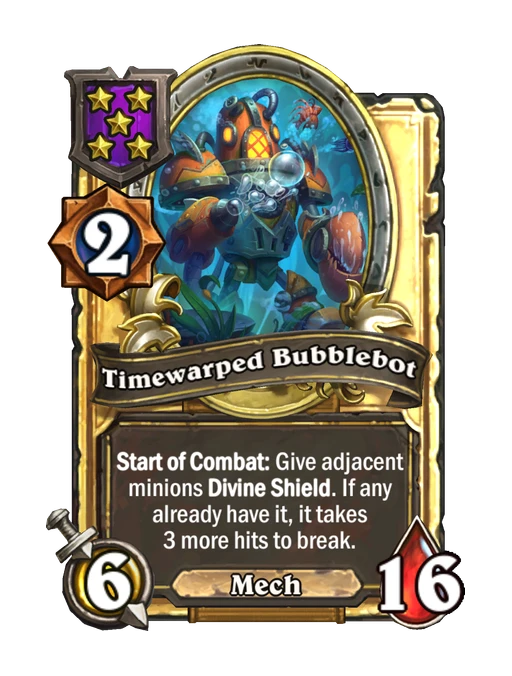 2
Timewarped Bubblebot
Start of Combat: Give adjacent
minions Divine Shield. If any
already have it, it takes
3 more hits to break.
6
Mech
16